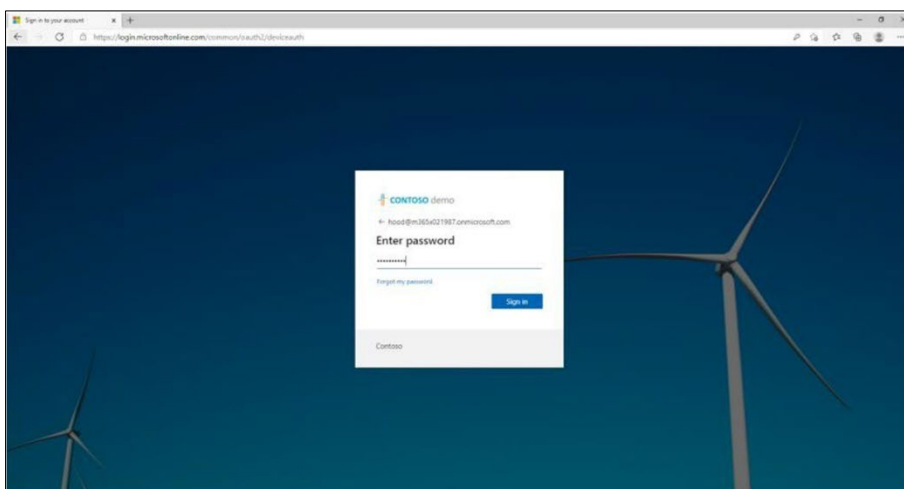 Sign in to your account
https://login.microsoftonline.com/common/oauth2/deviceauth
CONTOSO demo
hood@m365x021987.onmicrosoft.com
Enter password
Forgot my password
Sign in
Contoso